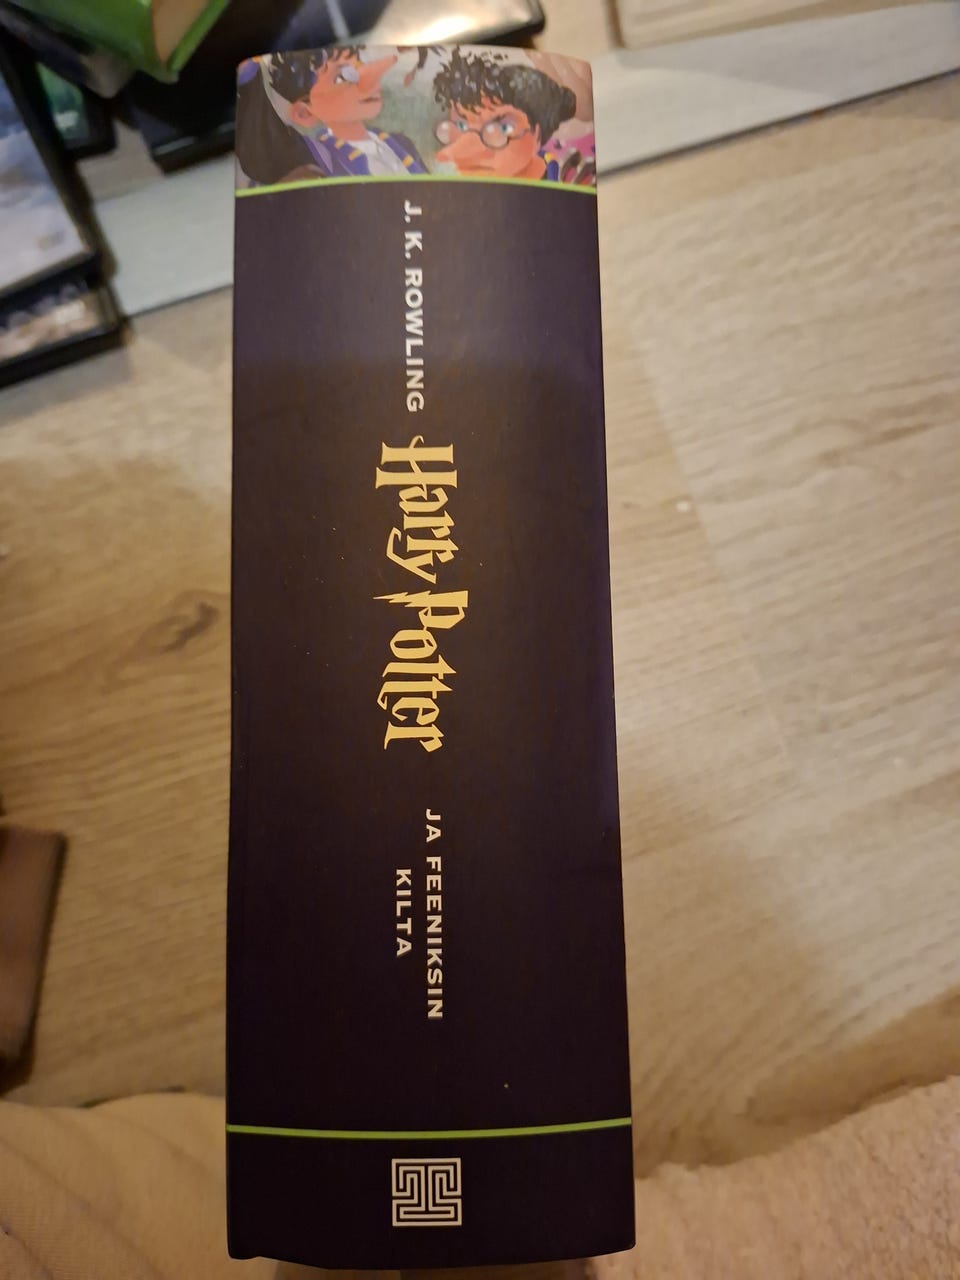 J. K. ROWLING
Harry Potter
JA FEENIKSIN
KILTA